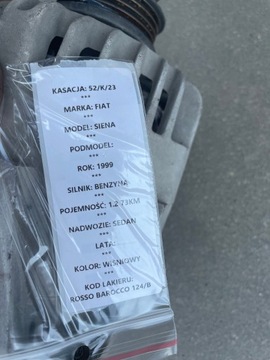 KASACJA: 52/K/23
***
MARKA: FIAT
***
MODEL: SIENA
***
PODMODEL:
***
ROK: 1999
***
SILNIK: BENZYNA
***
POJEMNOŚĆ: 1.2 73KM
***
NADWOZIE: SEDAN
***
LATA:
***
KOLOR: WIŚNIOWY
***
KOD LAKIERU:
ROSSO BAROCCO 124/B